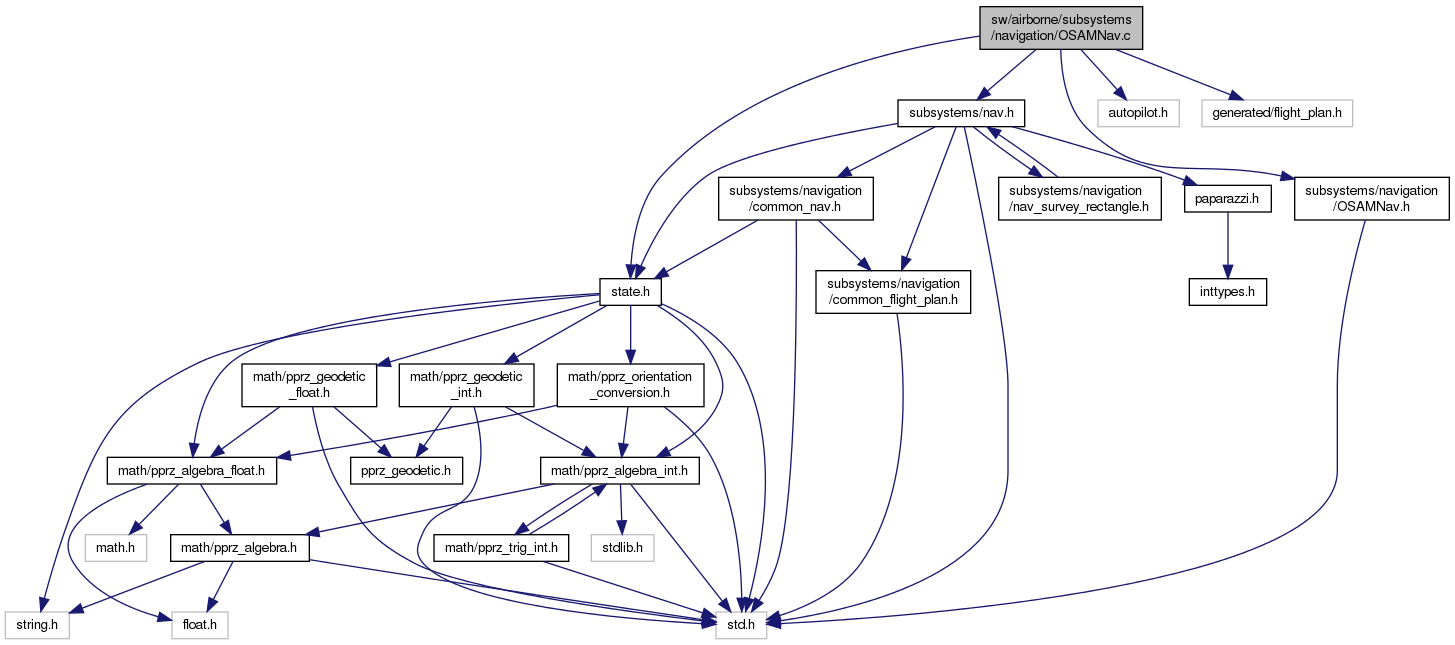 sw/airborne/subsystems
/navigation/OSAMNav.c
subsystems/nav.h
autopilot.h
generated/flight_plan.h
subsystems/navigation
/common_nav.h
subsystems/navigation
/nav_survey_rectangle.h
paparazzi.h
subsystems/navigation
/OSAMNav.h
state.h
subsystems/navigation
/common_flight_plan.h
inttypes.h
math/pprz_geodetic
_float.h
math/pprz_geodetic
_int.h
math/pprz_orientation
_conversion.h
math/pprz_algebra_float.h
pprz_geodetic.h
math/pprz_algebra_int.h
math.h
math/pprz_algebra.h
math/pprz_trig_int.h
stdlib.h
string.h
float.h
std.h